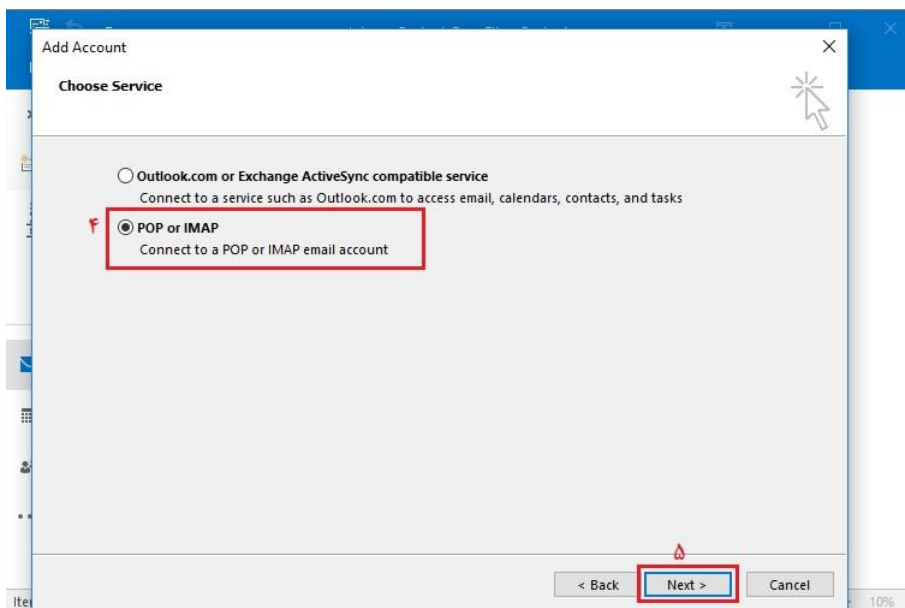 Add Account
Choose Service
Outlook.com or Exchange ActiveSync compatible service
Connect to a service such as Outlook.com to access email, calendars, contacts, and tasks
۴
POP or IMAP
Connect to a POP or IMAP email account
۵
< Back
Next >
Cancel
10%